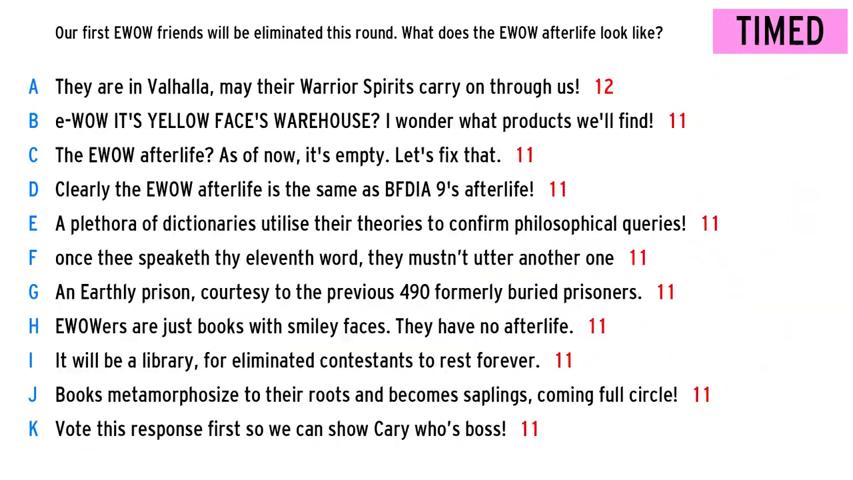 Our first EWOW friends will be eliminated this round. What does the EWOW afterlife look like?
TIMED
A They are in Valhalla, may their Warrior Spirits carry on through us! 12
B e-WOW IT'S YELLOW FACE'S WAREHOUSE? I wonder what products we'll find! 11
C The EWOW afterlife? As of now, it's empty. Let's fix that. 11
D Clearly the EWOW afterlife is the same as BFDIA 9's afterlife! 11
E A plethora of dictionaries utilise their theories to confirm philosophical queries! 11
F once thee speaketh thy eleventh word, they mustn’t utter another one 11
G An Earthly prison, courtesy to the previous 490 formerly buried prisoners. 11
H EWOWers are just books with smiley faces. They have no afterlife. 11
I It will be a library, for eliminated contestants to rest forever. 11
J Books metamorphosize to their roots and becomes saplings, coming full circle! 11
K Vote this response first so we can show Cary who’s boss! 11